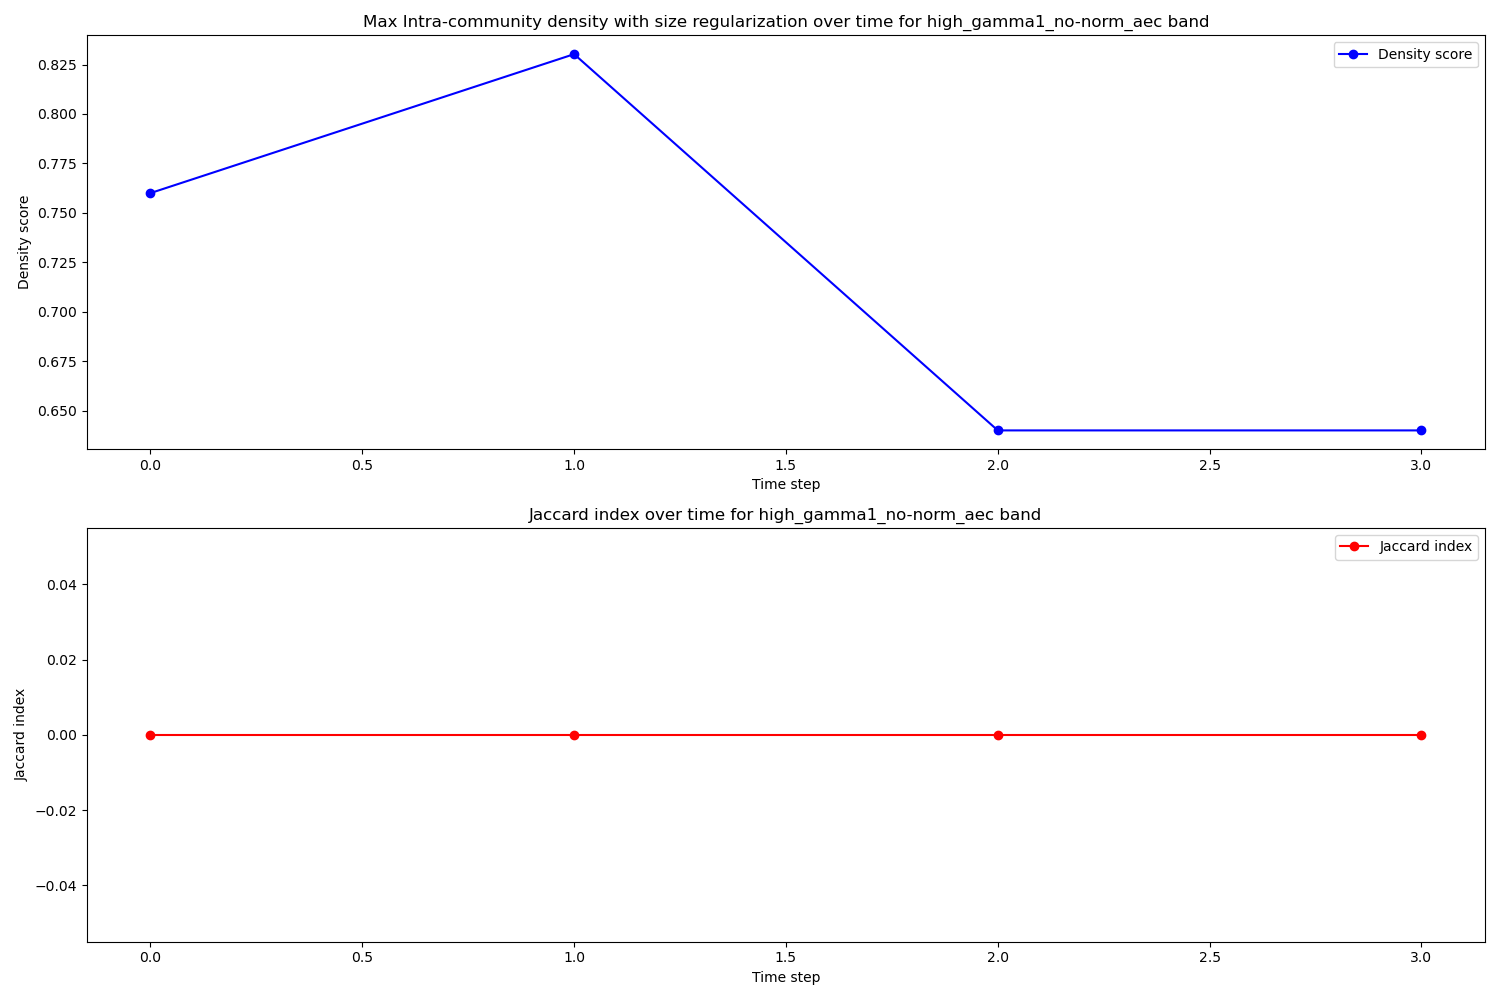 Max Intra-community density with size regularization over time for high_gamma1_no-norm_aec band
Density score
0.825
0.800
0.775
0.750
0.725
0.700
0.675
0.650
Density score
0.0 0.5 1.0 1.5 2.0 2.5 3.0
Time step
Jaccard index over time for high_gamma1_no-norm_aec band
Jaccard index
0.04
0.02
0.00
−0.02
−0.04
Jaccard index
0.0 0.5 1.0 1.5 2.0 2.5 3.0
Time step